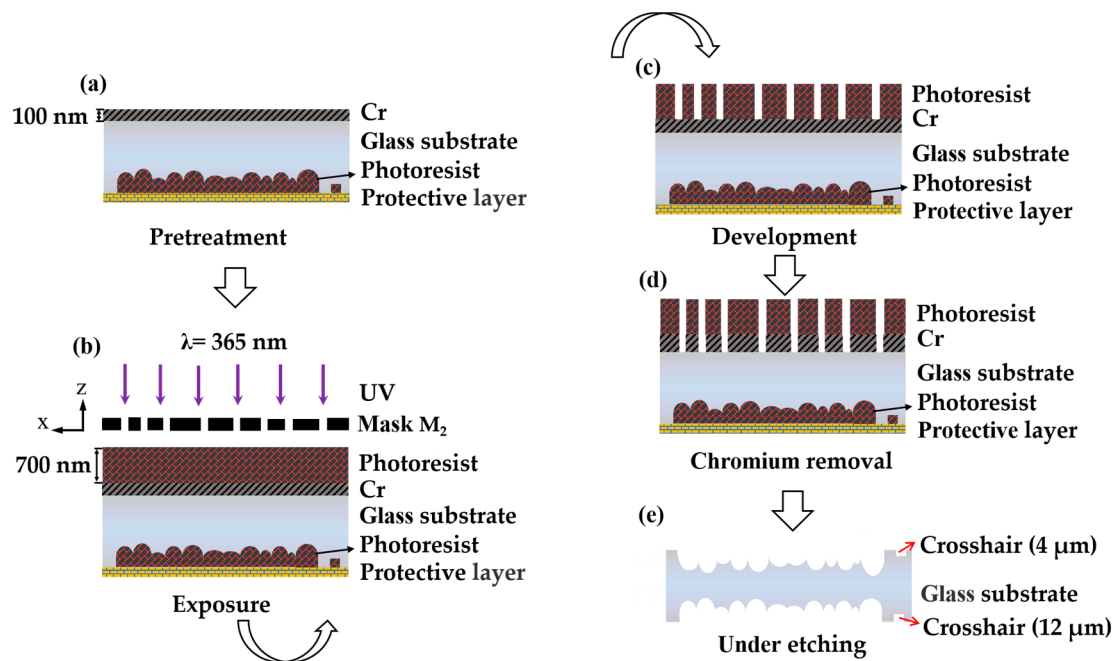 (a)
100 nm
Cr
Glass substrate
Photoresist
Protective layer
Pretreatment
(b)
λ= 365 nm
UV
z
x
Mask M₂
700 nm
Photoresist
Cr
Glass substrate
Photoresist
Protective layer
Exposure
(c)
Photoresist
Cr
Glass substrate
Photoresist
Protective layer
Development
(d)
Photoresist
Cr
Glass substrate
Photoresist
Protective layer
Chromium removal
(e)
Crosshair (4 μm)
Glass substrate
Crosshair (12 μm)
Under etching